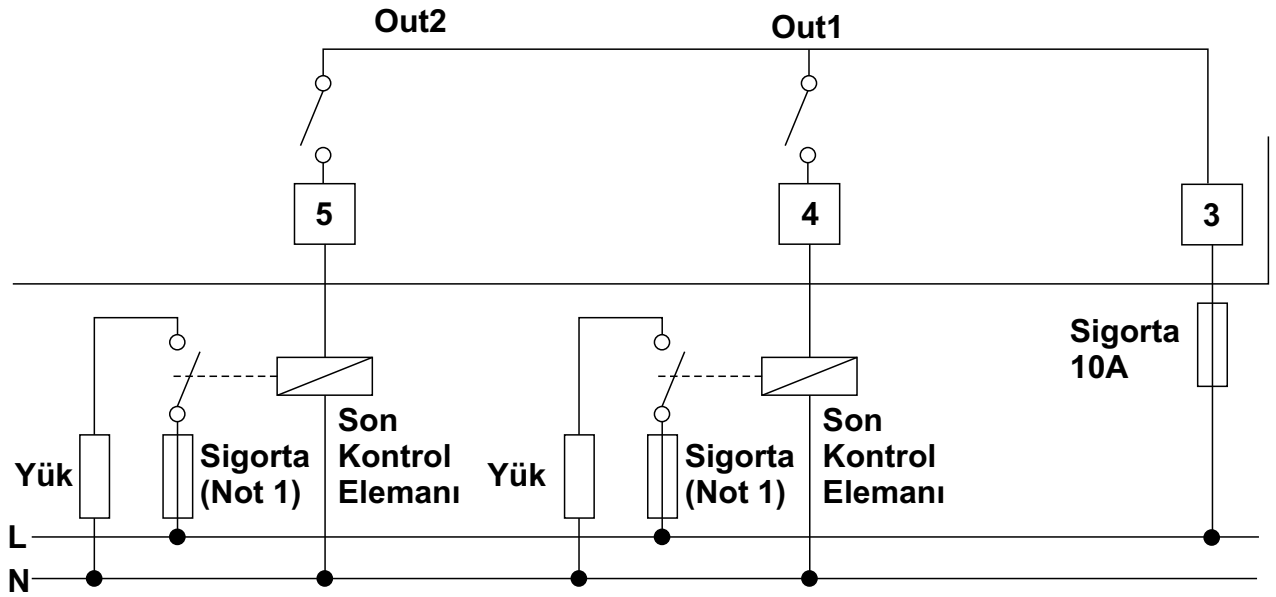 Out2
Out1
5
4
3
Sigorta
10A
Son
Kontrol
Elemanı
Sigorta
(Not 1)
Yük
Son
Kontrol
Elemanı
Sigorta
(Not 1)
Yük
L
N